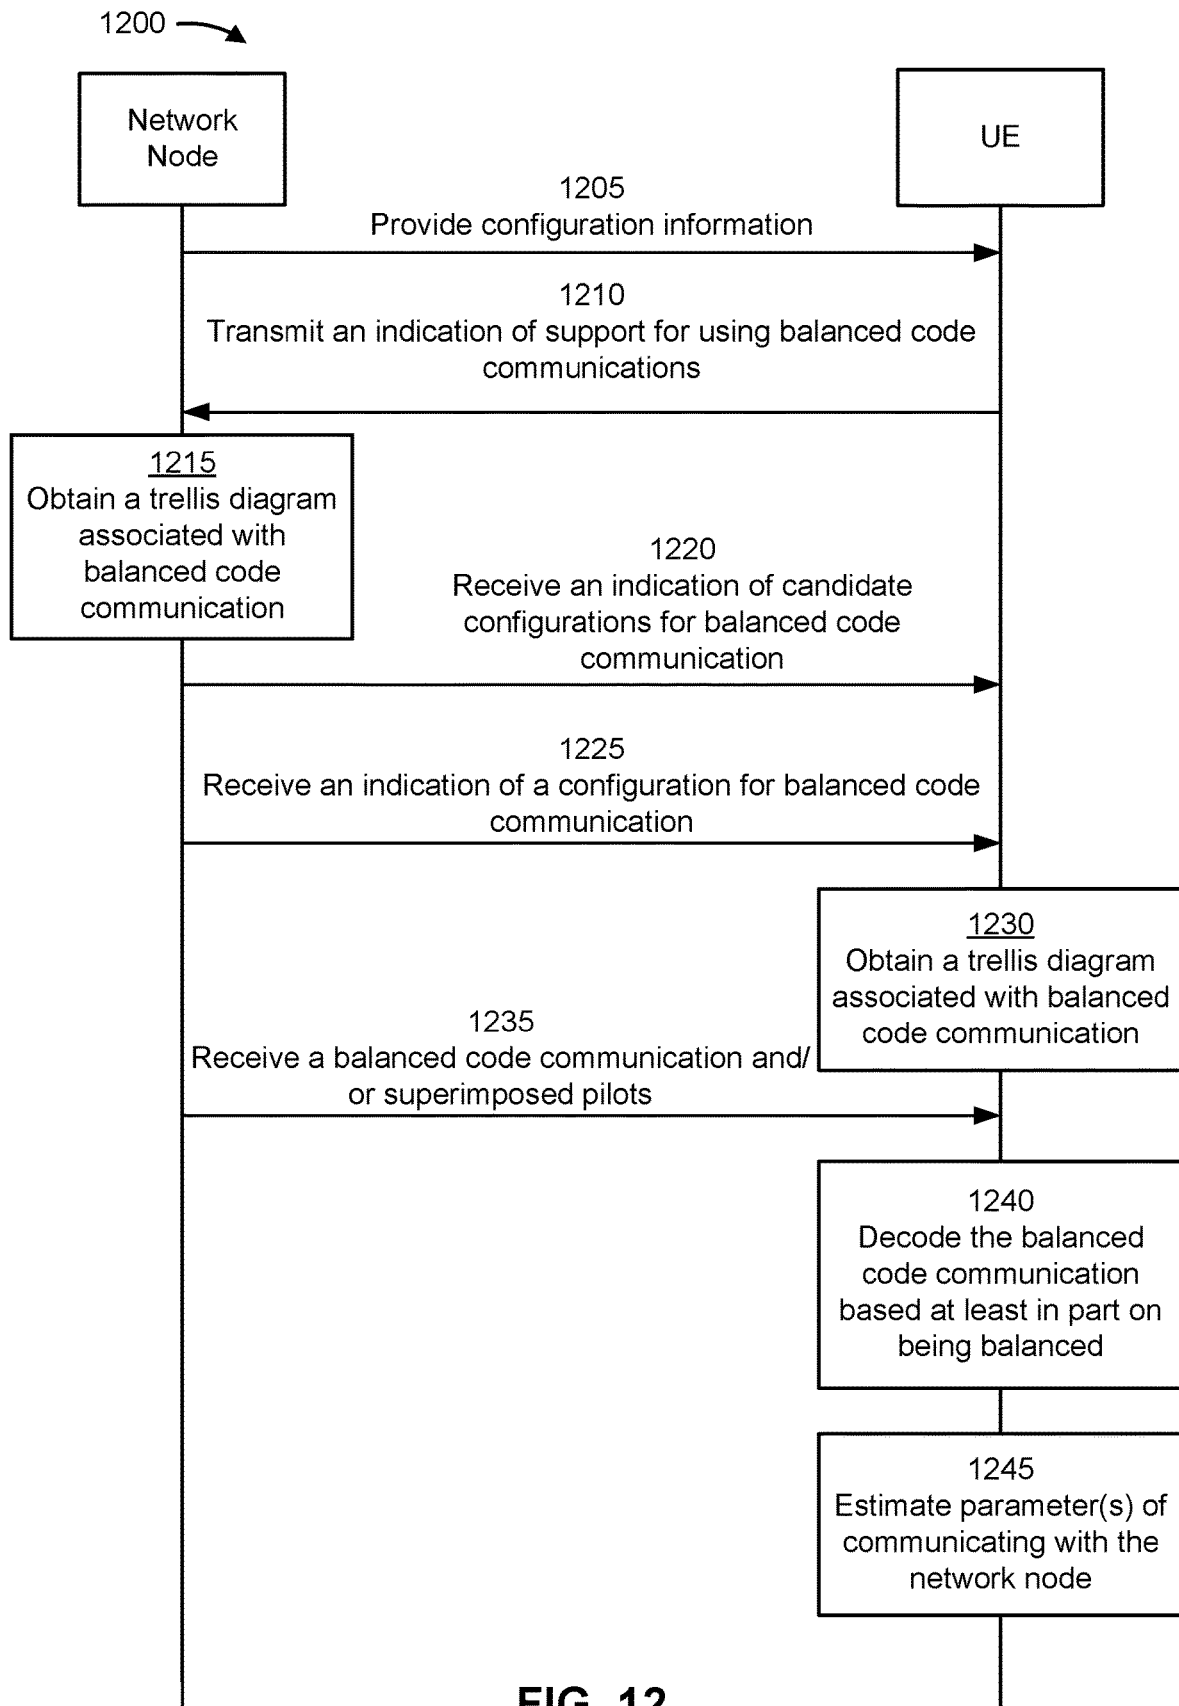 1200
Network
Node
UE
1205
Provide configuration information
1210
Transmit an indication of support for using balanced code
communications
1215
Obtain a trellis diagram
associated with
balanced code
communication
1220
Receive an indication of candidate
configurations for balanced code
communication
1225
Receive an indication of a configuration for balanced code
communication
1230
Obtain a trellis diagram
associated with balanced
code communication
1235
Receive a balanced code communication and/
or superimposed pilots
1240
Decode the balanced
code communication
based at least in part on
being balanced
1245
Estimate parameter(s) of
communicating with the
network node
FIG. 12